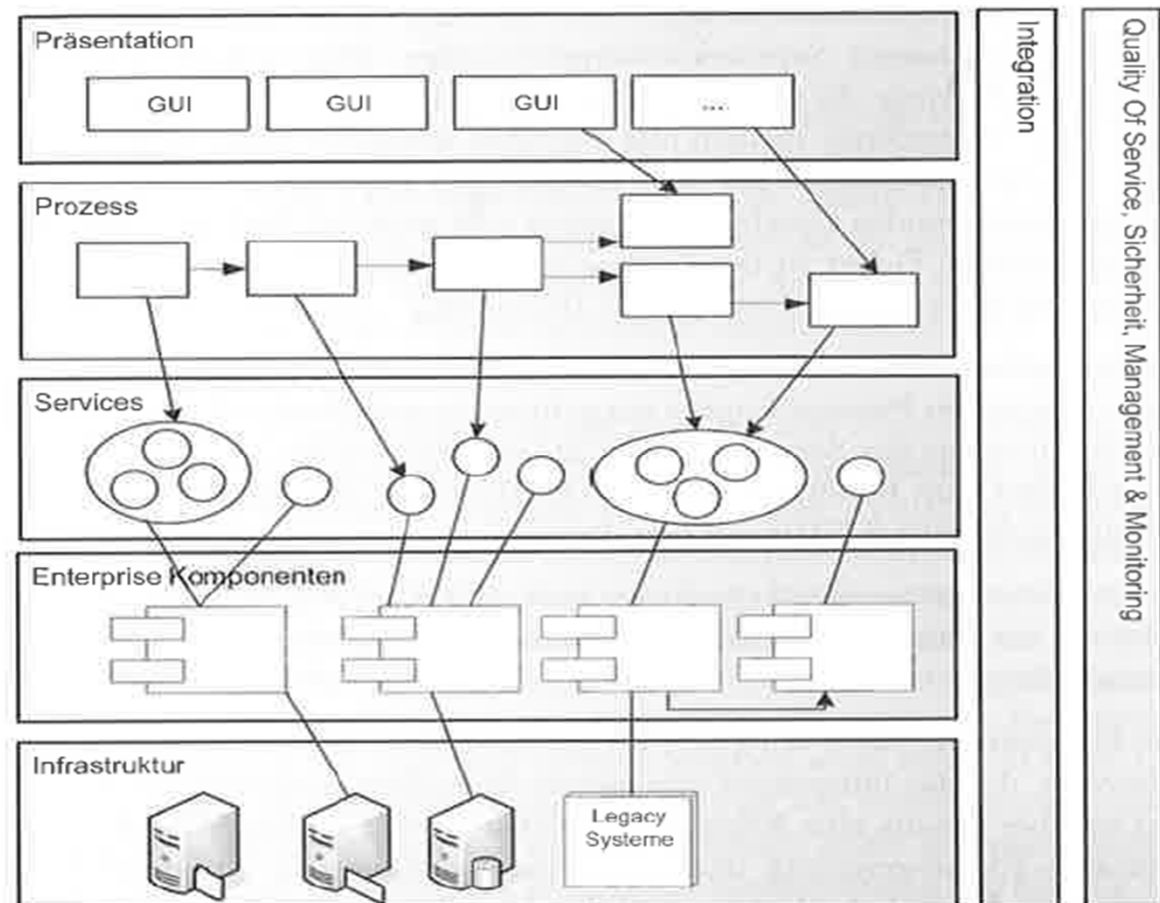 Präsentation
GUI
GUI
GUI
...
Prozess
Services
Enterprise Komponenten
Infrastruktur
Legacy
Systeme
Integration
Quality Of Service, Sicherheit, Management & Monitoring